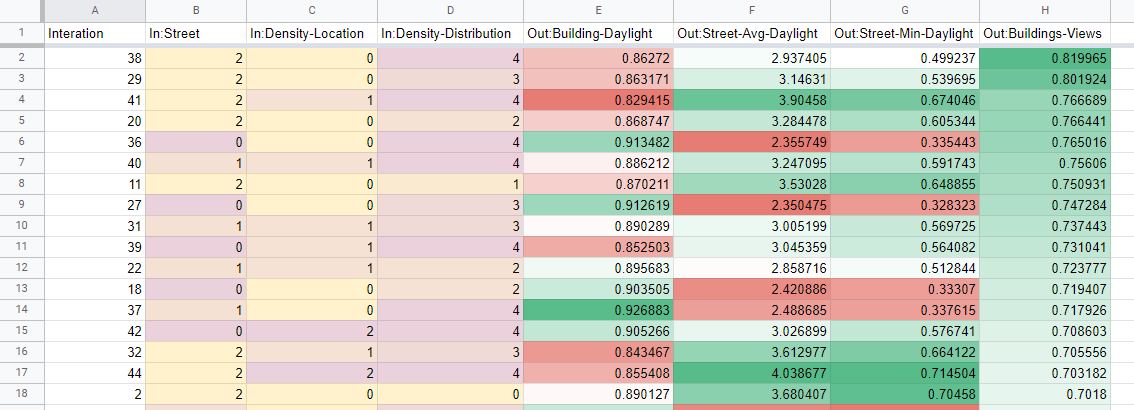 A B C D E F G H
1 Interation In:Street In:Density-Location In:Density-Distribution Out:Building-Daylight Out:Street-Avg-Daylight Out:Street-Min-Daylight Out:Buildings-Views
2 38 2 0 4 0.86272 2.937405 0.499237 0.819965
3 29 2 0 3 0.863171 3.14631 0.539695 0.801924
4 41 2 1 4 0.829415 3.90458 0.674046 0.766689
5 20 2 0 2 0.868747 3.284478 0.605344 0.766441
6 36 0 0 4 0.913482 2.355749 0.335443 0.765016
7 40 1 1 4 0.886212 3.247095 0.591743 0.75606
8 11 2 0 1 0.870211 3.53028 0.648855 0.750931
9 27 0 0 3 0.912619 2.350475 0.328323 0.747284
10 31 1 1 3 0.890289 3.005199 0.569725 0.737443
11 39 0 1 4 0.852503 3.045359 0.564082 0.731041
12 22 1 1 2 0.895683 2.858716 0.512844 0.723777
13 18 0 0 2 0.903505 2.420886 0.33307 0.719407
14 37 1 0 4 0.926883 2.488685 0.337615 0.717926
15 42 0 2 4 0.905266 3.026899 0.576741 0.708603
16 32 2 1 3 0.843467 3.612977 0.664122 0.705556
17 44 2 2 4 0.855408 4.038677 0.714504 0.703182
18 2 2 0 0 0.890127 3.680407 0.70458 0.7018